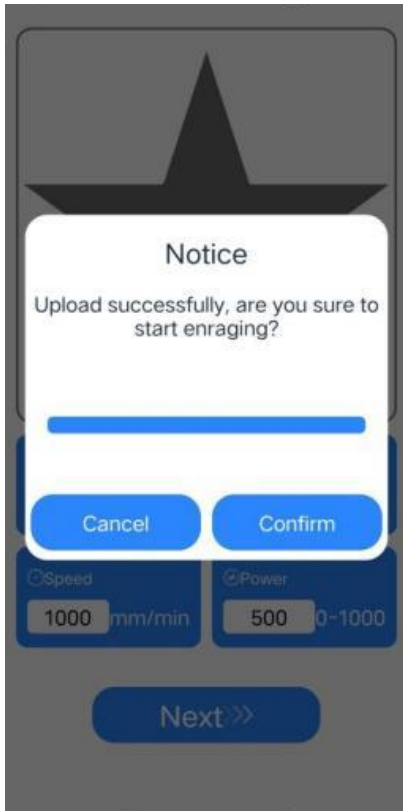 Notice
Upload successfully, are you sure to
start enraging?
Cancel
Confirm
Speed
Power
1000 mm/min
500 0-1000
Next